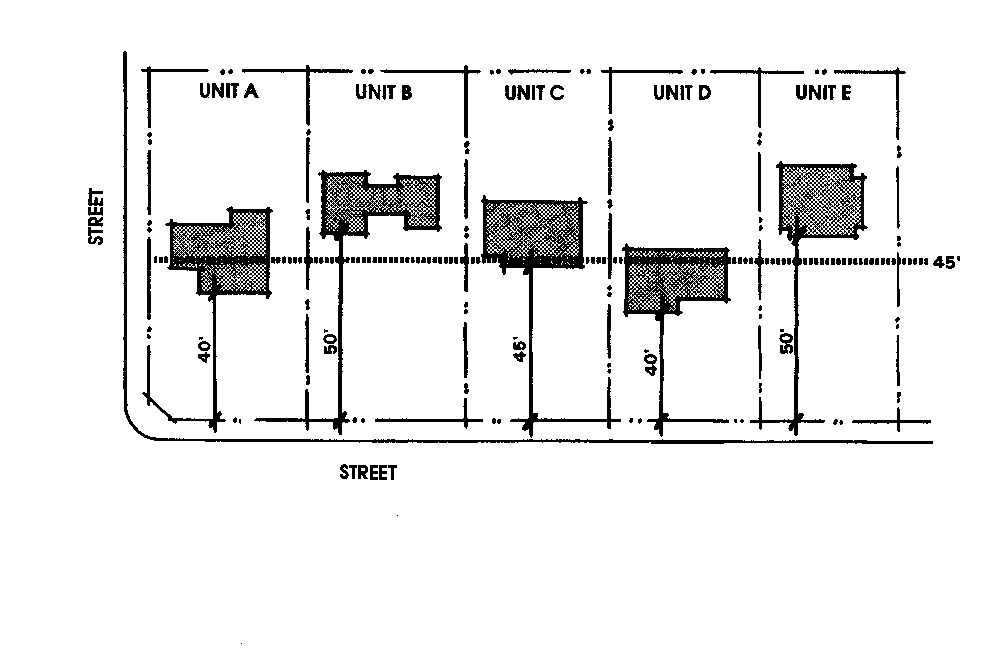 UNIT A
UNIT B
UNIT C
UNIT D
UNIT E
STREET
45'
40'
50'
45'
40'
50'
STREET